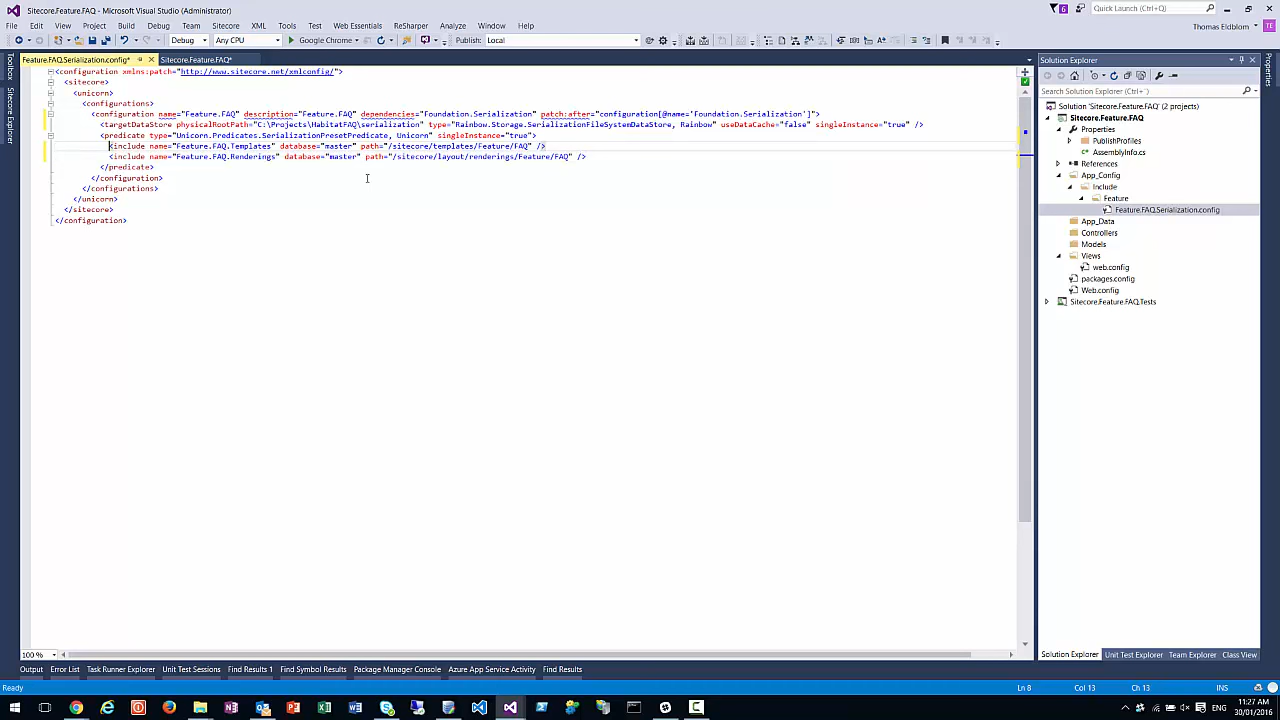 Sitecore.Feature.FAQ - Microsoft Visual Studio (Administrator)
6
Quick Launch (Ctrl+Q)
File Edit View Project Build Debug Team Sitecore XML Tools Test Web Essentials ReSharper Analyze Window Help
Thomas Eldblom TE
Debug Any CPU Google Chrome Publish: Local
Toolbox
Sitecore Explorer
Feature.FAQ.Serialization.config* Sitecore.Feature.FAQ*
<configuration xmlns:patch="http://www.sitecore.net/xmlconfig/">
<sitecore>
<unicorn>
<configurations>
<configuration name="Feature.FAQ" description="Feature.FAQ" dependencies="Foundation.Serialization" patch:after="configuration[@name='Foundation.Serialization']">
<targetDataStore physicalRootPath="C:\Projects\HabitatFAQ\serialization" type="Rainbow.Storage.SerializationFileSystemDataStore, Rainbow" useDataCache="false" singleInstance="true" />
<predicate type="Unicorn.Predicates.SerializationPresetPredicate, Unicorn" singleInstance="true">
<include name="Feature.FAQ.Templates" database="master" path="/sitecore/templates/Feature/FAQ" />
<include name="Feature.FAQ.Renderings" database="master" path="/sitecore/layout/renderings/Feature/FAQ" />
</predicate>
</configuration>
</configurations>
</unicorn>
</sitecore>
</configuration>
Solution Explorer
Search Solution Explorer (Ctrl+¨)
Solution 'Sitecore.Feature.FAQ' (2 projects)
Sitecore.Feature.FAQ
Properties
PublishProfiles
AssemblyInfo.cs
References
App_Config
Include
Feature
Feature.FAQ.Serialization.config
App_Data
Controllers
Models
Views
web.config
packages.config
Web.config
Sitecore.Feature.FAQ.Tests
Properties
100 %
Solution Explorer Unit Test Explorer Team Explorer Class View
Output Error List Task Runner Explorer Unit Test Sessions Find Results 1 Find Symbol Results Package Manager Console Azure App Service Activity Find Results
Ready Ln 8 Col 13 Ch 13 INS
ENG
11:27 AM
30/01/2016